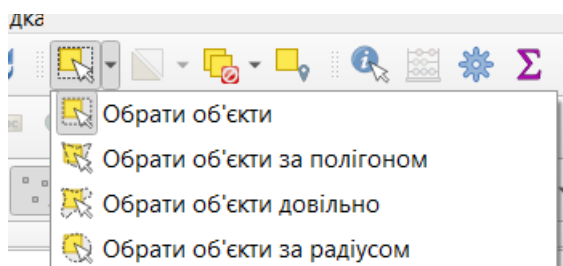 дка
Σ
Обрати об'єкти
Обрати об'єкти за полігоном
Обрати об'єкти довільно
Обрати об'єкти за радіусом